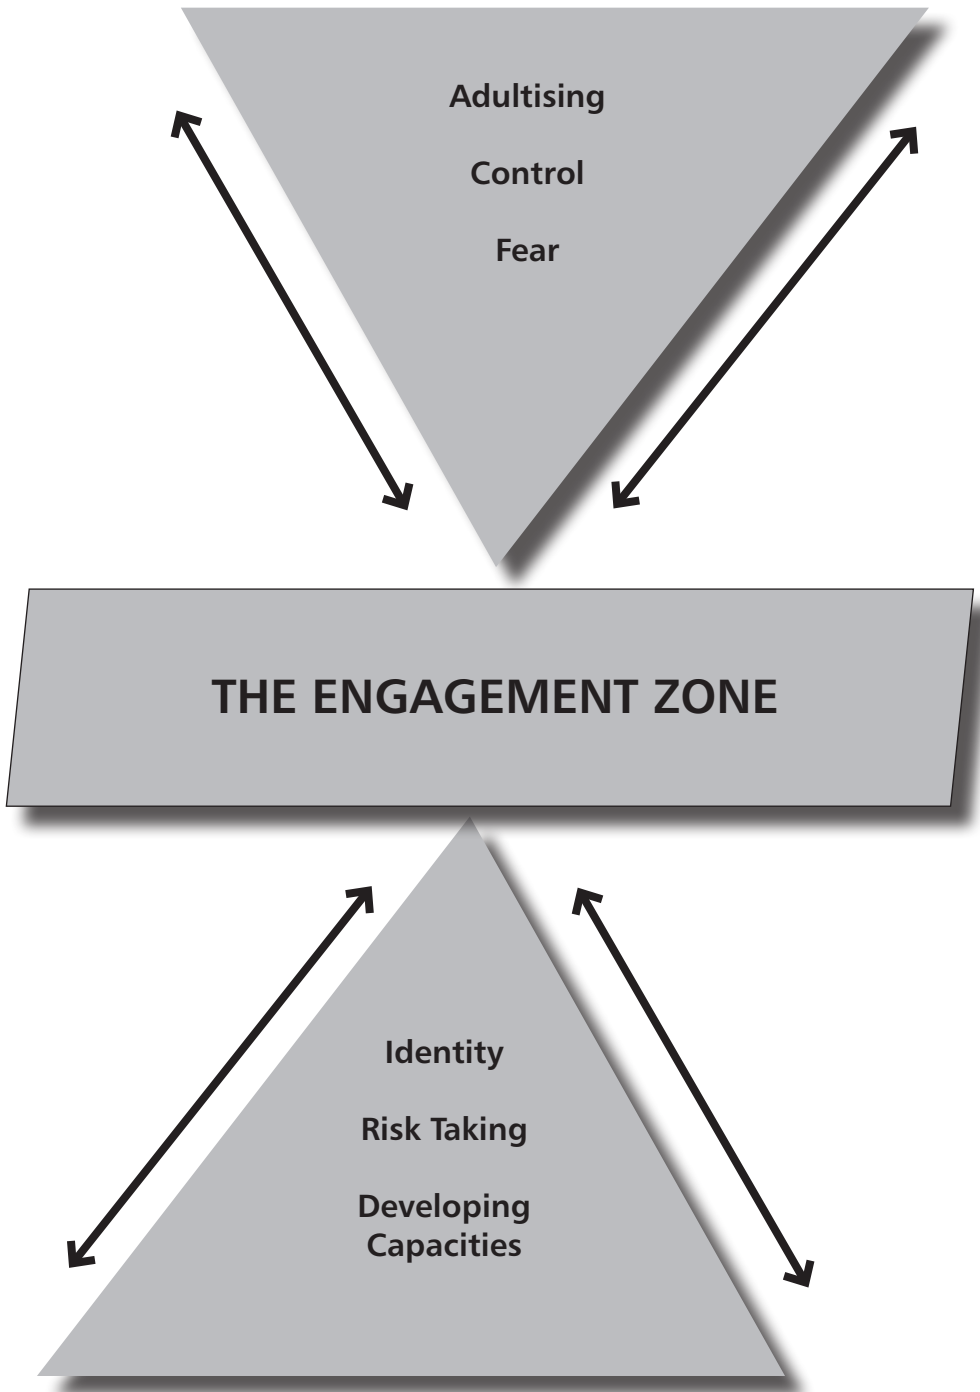 Adultising
Control
Fear
THE ENGAGEMENT ZONE
Identity
Risk Taking
Developing
Capacities